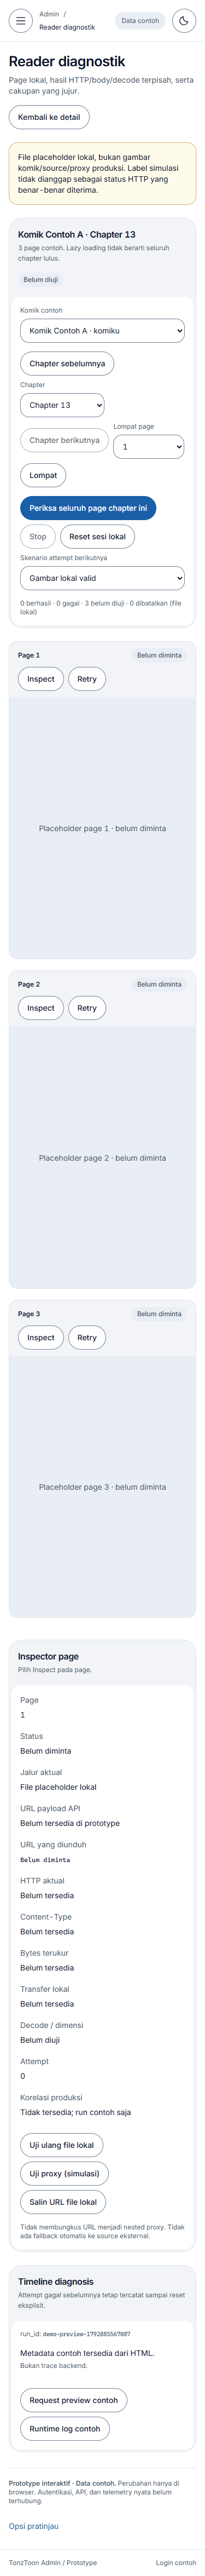 Admin /
Reader diagnostik
Data contoh
Reader diagnostik
Page lokal, hasil HTTP/body/decode terpisah, serta
cakupan yang jujur.
Kembali ke detail
File placeholder lokal, bukan gambar
komik/source/proxy produksi. Label simulasi
tidak dianggap sebagai status HTTP yang
benar-benar diterima.
Komik Contoh A · Chapter 13
3 page contoh. Lazy loading tidak berarti seluruh
chapter lulus.
Belum diuji
Komik contoh
Komik Contoh A · komiku
Chapter sebelumnya
Chapter
Chapter 13
Chapter berikutnya
Lompat page
1
Lompat
Periksa seluruh page chapter ini
Stop
Reset sesi lokal
Skenario attempt berikutnya
Gambar lokal valid
0 berhasil · 0 gagal · 3 belum diuji · 0 dibatalkan (file
lokal)
Page 1
Belum diminta
Inspect
Retry
Placeholder page 1 · belum diminta
Page 2
Belum diminta
Inspect
Retry
Placeholder page 2 · belum diminta
Page 3
Belum diminta
Inspect
Retry
Placeholder page 3 · belum diminta
Inspector page
Pilih Inspect pada page.
Page
1
Status
Belum diminta
Jalur aktual
File placeholder lokal
URL payload API
Belum tersedia di prototype
URL yang diunduh
Belum diminta
HTTP aktual
Belum tersedia
Content-Type
Belum tersedia
Bytes terukur
Belum tersedia
Transfer lokal
Belum tersedia
Decode / dimensi
Belum diuji
Attempt
0
Korelasi produksi
Tidak tersedia; run contoh saja
Uji ulang file lokal
Uji proxy (simulasi)
Salin URL file lokal
Tidak membungkus URL menjadi nested proxy. Tidak
ada fallback otomatis ke source eksternal.
Timeline diagnosis
Attempt gagal sebelumnya tetap tercatat sampai reset
eksplisit.
run_id: demo-preview-1792885567087
Metadata contoh tersedia dari HTML.
Bukan trace backend.
Request preview contoh
Runtime log contoh
Prototype interaktif · Data contoh. Perubahan hanya di
browser. Autentikasi, API, dan telemetry nyata belum
terhubung.
Opsi pratinjau
TonzToon Admin / Prototype
Login contoh